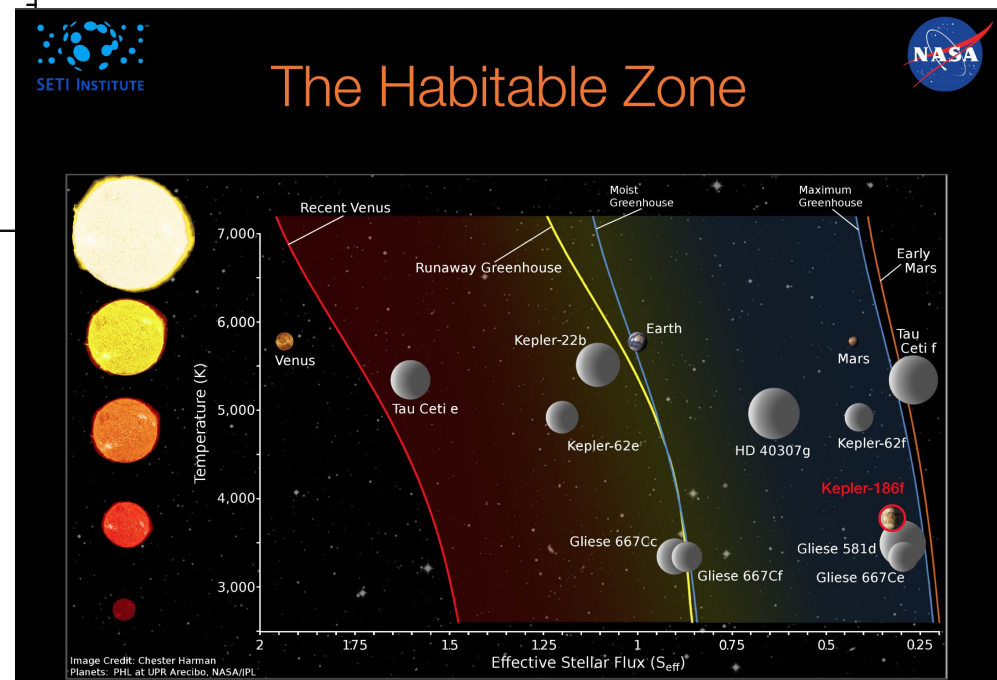 SETI INSTITUTE
NASA
The Habitable Zone
Recent Venus
Moist
Greenhouse
Maximum
Greenhouse
7,000
Runaway Greenhouse
Early
Mars
6,000
Venus
Kepler-22b
Earth
Mars
Tau
Ceti f
Temperature (K)
5,000
Tau Ceti e
Kepler-62e
HD 40307g
Kepler-62f
4,000
Kepler-186f
Gliese 667Cc
Gliese 667Cf
Gliese 581d
Gliese 667Ce
3,000
2
1.75
1.5
1.25
1
0.75
0.5
0.25
Effective Stellar Flux (Seff)
Image Credit: Chester Harman
Planets: PHL at UPR Arecibo, NASA/JPL